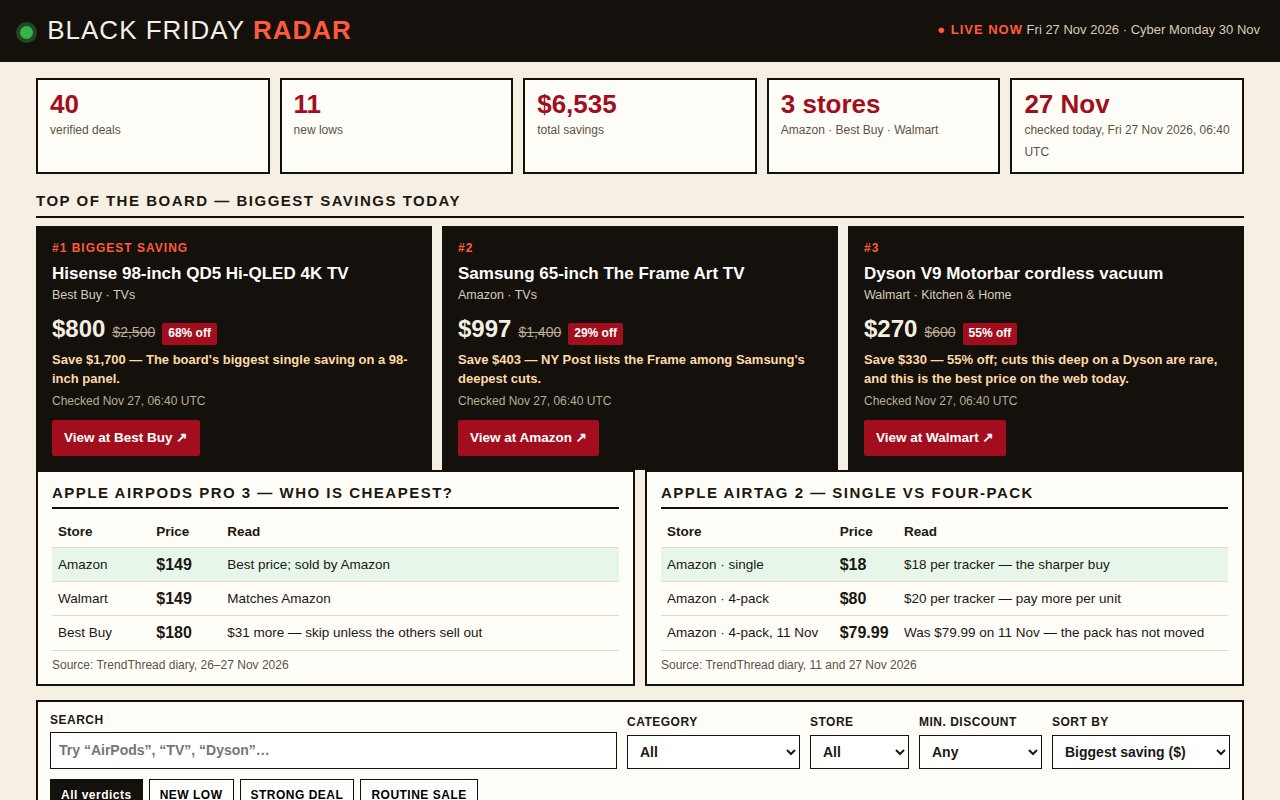 BLACK FRIDAY RADAR
● LIVE NOW Fri 27 Nov 2026 · Cyber Monday 30 Nov
40
verified deals
11
new lows
$6,535
total savings
3 stores
Amazon · Best Buy · Walmart
27 Nov
checked today, Fri 27 Nov 2026, 06:40
UTC
TOP OF THE BOARD — BIGGEST SAVINGS TODAY
#1 BIGGEST SAVING
Hisense 98-inch QD5 Hi-QLED 4K TV
Best Buy · TVs
$800 $2,500 68% off
Save $1,700 — The board's biggest single saving on a 98-
inch panel.
Checked Nov 27, 06:40 UTC
View at Best Buy ↗
#2
Samsung 65-inch The Frame Art TV
Amazon · TVs
$997 $1,400 29% off
Save $403 — NY Post lists the Frame among Samsung's
deepest cuts.
Checked Nov 27, 06:40 UTC
View at Amazon ↗
#3
Dyson V9 Motorbar cordless vacuum
Walmart · Kitchen & Home
$270 $600 55% off
Save $330 — 55% off; cuts this deep on a Dyson are rare,
and this is the best price on the web today.
Checked Nov 27, 06:40 UTC
View at Walmart ↗
APPLE AIRPODS PRO 3 — WHO IS CHEAPEST?
Store Price Read
Amazon $149 Best price; sold by Amazon
Walmart $149 Matches Amazon
Best Buy $180 $31 more — skip unless the others sell out
Source: TrendThread diary, 26–27 Nov 2026
APPLE AIRTAG 2 — SINGLE VS FOUR-PACK
Store Price Read
Amazon · single $18 $18 per tracker — the sharper buy
Amazon · 4-pack $80 $20 per tracker — pay more per unit
Amazon · 4-pack, 11 Nov $79.99 Was $79.99 on 11 Nov — the pack has not moved
Source: TrendThread diary, 11 and 27 Nov 2026
SEARCH
Try “AirPods”, “TV”, “Dyson”…
CATEGORY
All
STORE
All
MIN. DISCOUNT
Any
SORT BY
Biggest saving ($)
All verdicts NEW LOW STRONG DEAL ROUTINE SALE